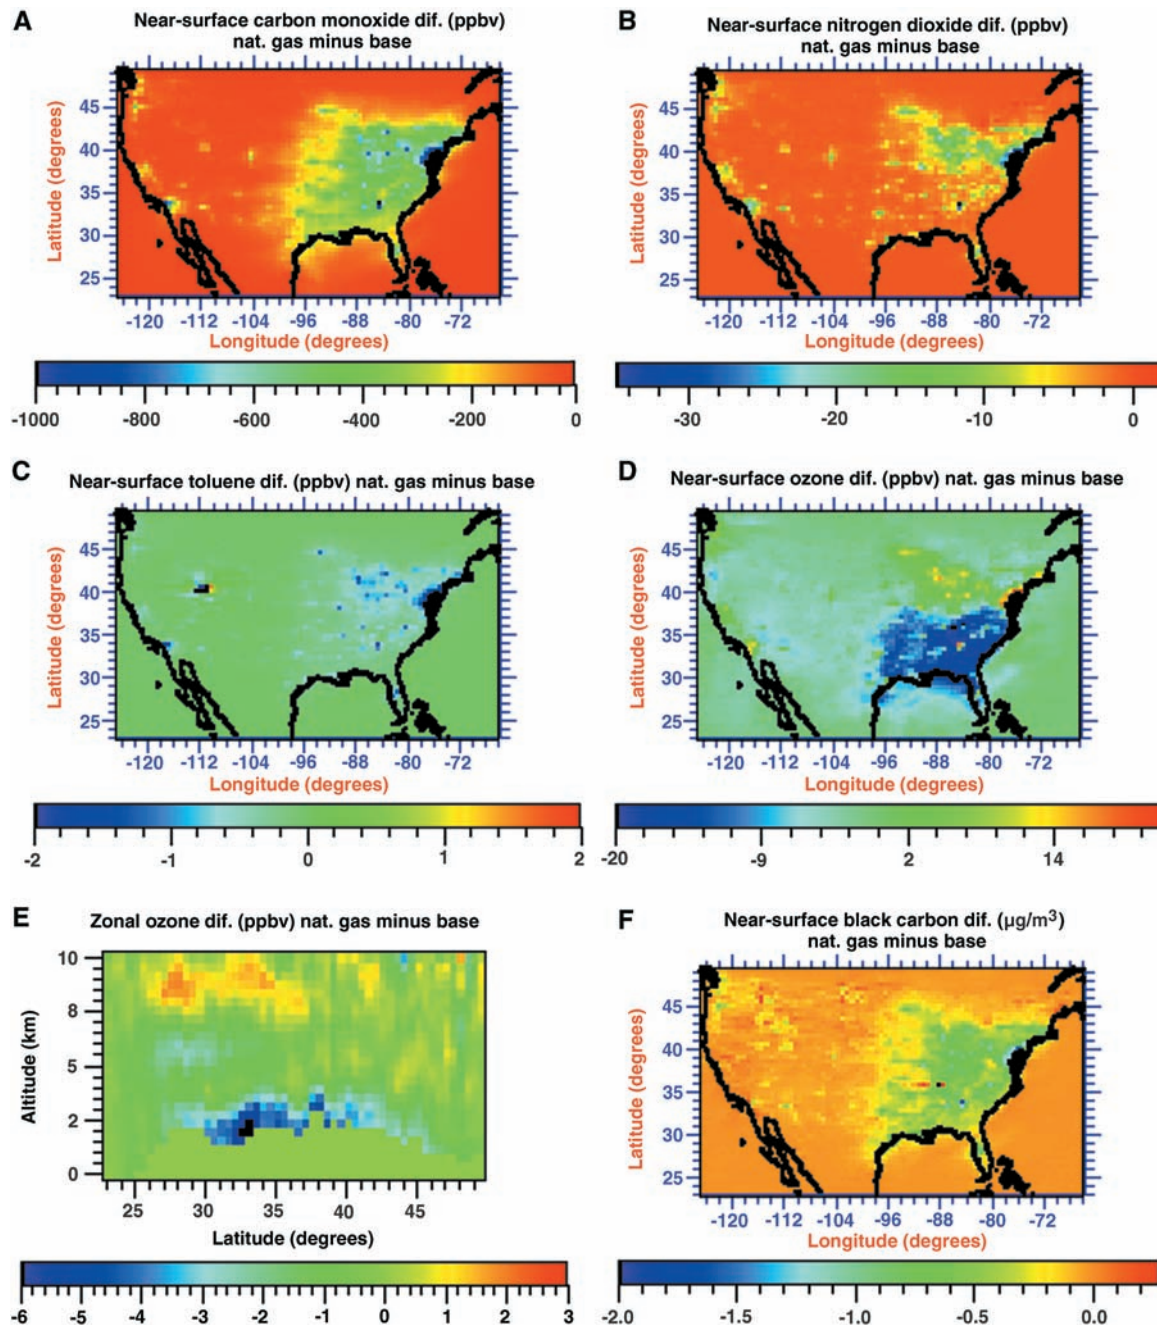 A
Near-surface carbon monoxide dif. (ppbv)
nat. gas minus base
Latitude (degrees)
45
40
35
30
25
-120 -112 -104 -96 -88 -80 -72
Longitude (degrees)
-1000 -800 -600 -400 -200 0
B
Near-surface nitrogen dioxide dif. (ppbv)
nat. gas minus base
Latitude (degrees)
45
40
35
30
25
-120 -112 -104 -96 -88 -80 -72
Longitude (degrees)
-30 -20 -10 0
C
Near-surface toluene dif. (ppbv) nat. gas minus base
Latitude (degrees)
45
40
35
30
25
-120 -112 -104 -96 -88 -80 -72
Longitude (degrees)
-2 -1 0 1 2
D
Near-surface ozone dif. (ppbv) nat. gas minus base
Latitude (degrees)
45
40
35
30
25
-120 -112 -104 -96 -88 -80 -72
Longitude (degrees)
-20 -9 2 14
E
Zonal ozone dif. (ppbv) nat. gas minus base
Altitude (km)
10
8
5
2
0
25 30 35 40 45
Latitude (degrees)
-6 -5 -4 -3 -2 -1 0 1 2 3
F
Near-surface black carbon dif. (µg/m³)
nat. gas minus base
Latitude (degrees)
45
40
35
30
25
-120 -112 -104 -96 -88 -80 -72
Longitude (degrees)
-2.0 -1.5 -1.0 -0.5 0.0